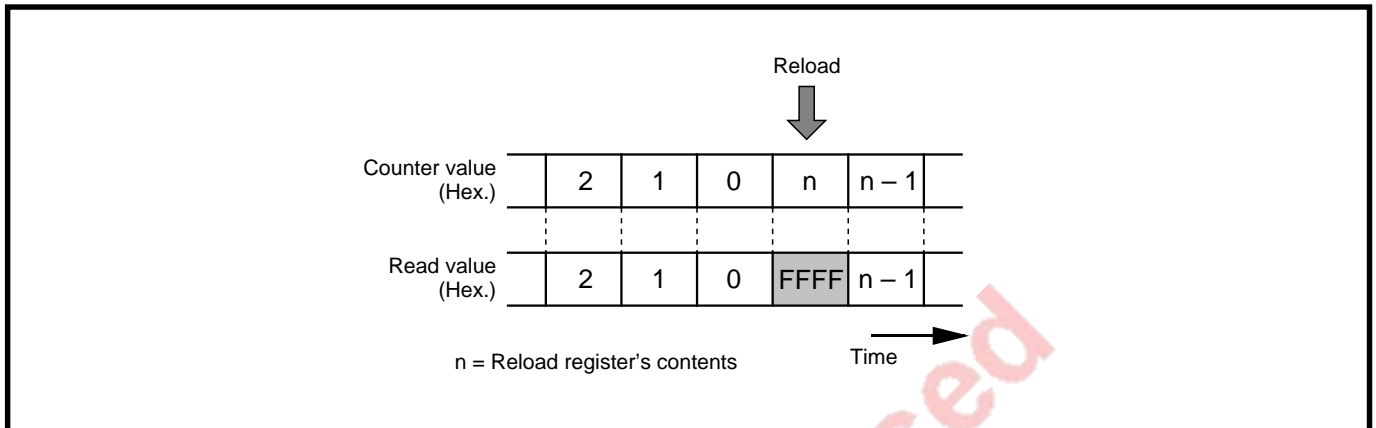 Reload
Counter value
(Hex.)
2 1 0 n n – 1
Read value
(Hex.)
2 1 0 FFFF n – 1
Time
n = Reload register’s contents